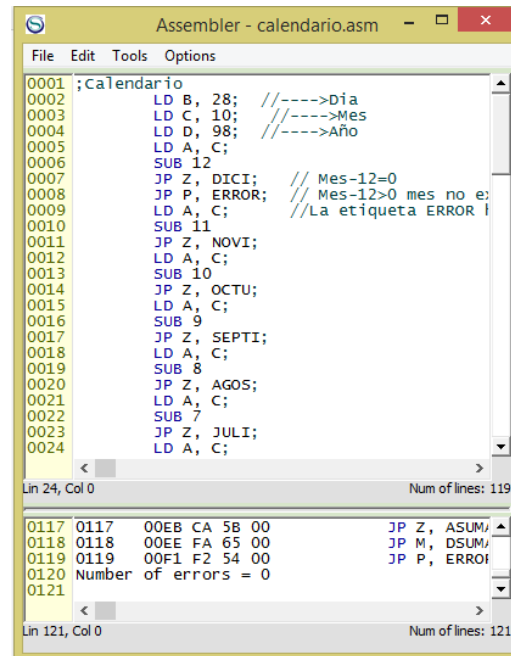 Assembler - calendario.asm
File Edit Tools Options
0001 ;Calendario
0002 LD B, 28; //---->Dia
0003 LD C, 10; //---->Mes
0004 LD D, 98; //---->Año
0005 LD A, C;
0006 SUB 12
0007 JP Z, DICI; // Mes-12=0
0008 JP P, ERROR; // Mes-12>0 mes no e
0009 LD A, C; //La etiqueta ERROR
0010 SUB 11
0011 JP Z, NOVI;
0012 LD A, C;
0013 SUB 10
0014 JP Z, OCTU;
0015 LD A, C;
0016 SUB 9
0017 JP Z, SEPTI;
0018 LD A, C;
0019 SUB 8
0020 JP Z, AGOS;
0021 LD A, C;
0022 SUB 7
0023 JP Z, JULI;
0024 LD A, C;
Lin 24, Col 0 Num of lines: 119
0117 0117 00EB CA 5B 00 JP Z, ASUM
0118 0118 00EE FA 65 00 JP M, DSUM
0119 0119 00F1 F2 54 00 JP P, ERRO
0120 Number of errors = 0
0121
Lin 121, Col 0 Num of lines: 121